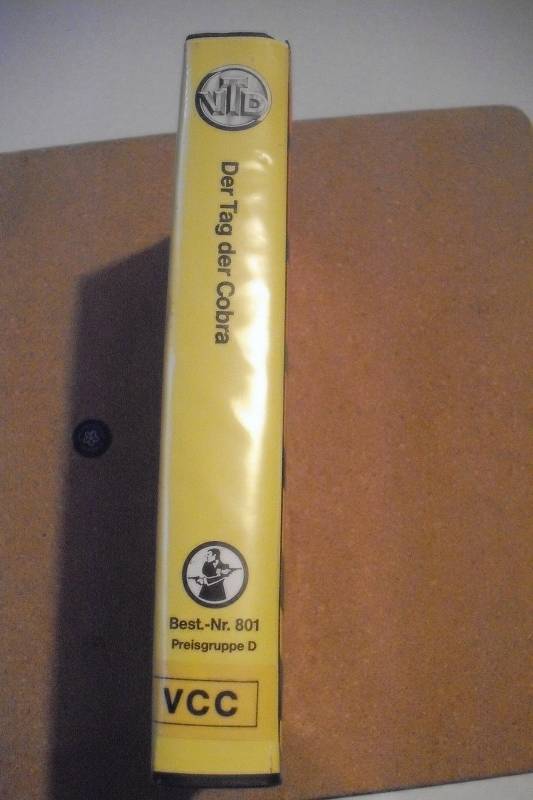 VTD
Der Tag der Cobra
Best.-Nr. 801
Preisgruppe D
VCC